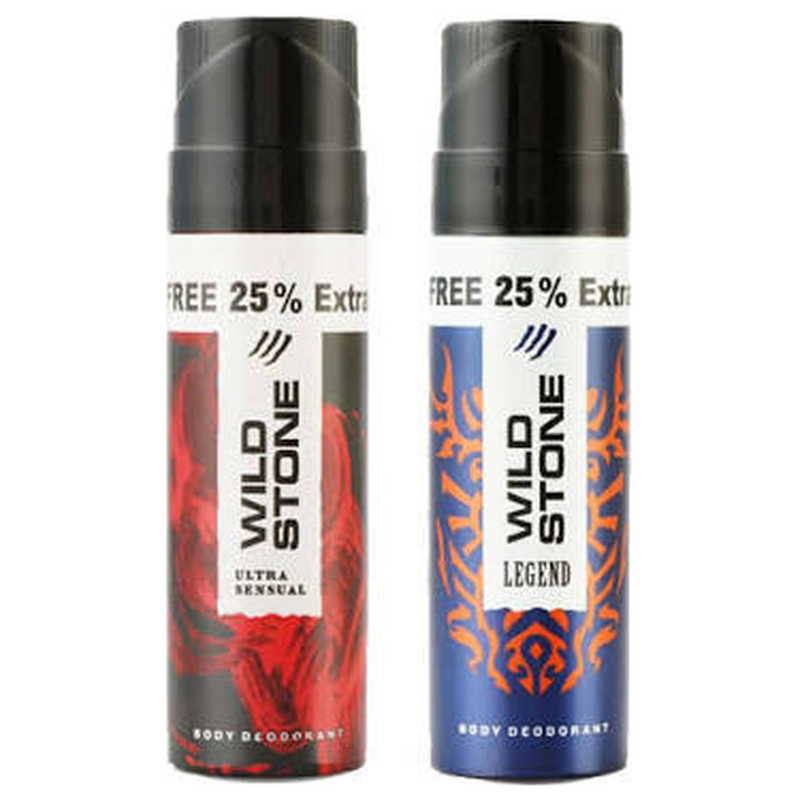 FREE 25% Extra
WILD
STONE
ULTRA
SENSUAL
BODY DEODORANT
FREE 25% Extra
WILD
STONE
LEGEND
BODY DEODORANT